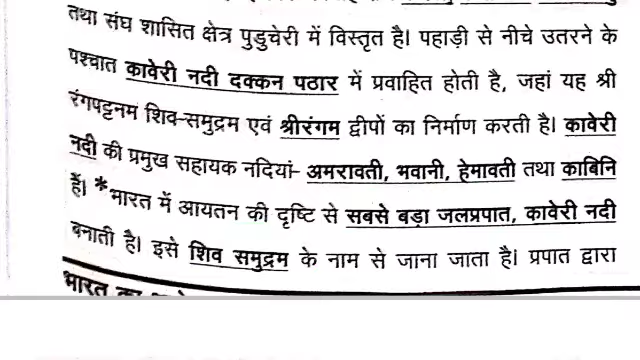 तथा संघ शासित क्षेत्र पुडुचेरी में विस्तृत है। पहाड़ी से नीचे उतरने के
पश्चात कावेरी नदी दक्कन पठार में प्रवाहित होती है, जहां यह श्री
रंगपट्टनम शिव-समुद्रम एवं श्रीरंगम द्वीपों का निर्माण करती है। कावेरी
नदी की प्रमुख सहायक नदियां- अमरावती, भवानी, हेमावती तथा काबिनि
हैं। *भारत में आयतन की दृष्टि से सबसे बड़ा जलप्रपात, कावेरी नदी
बनाती है। इसे शिव समुद्रम के नाम से जाना जाता है। प्रपात द्वारा
भारत का